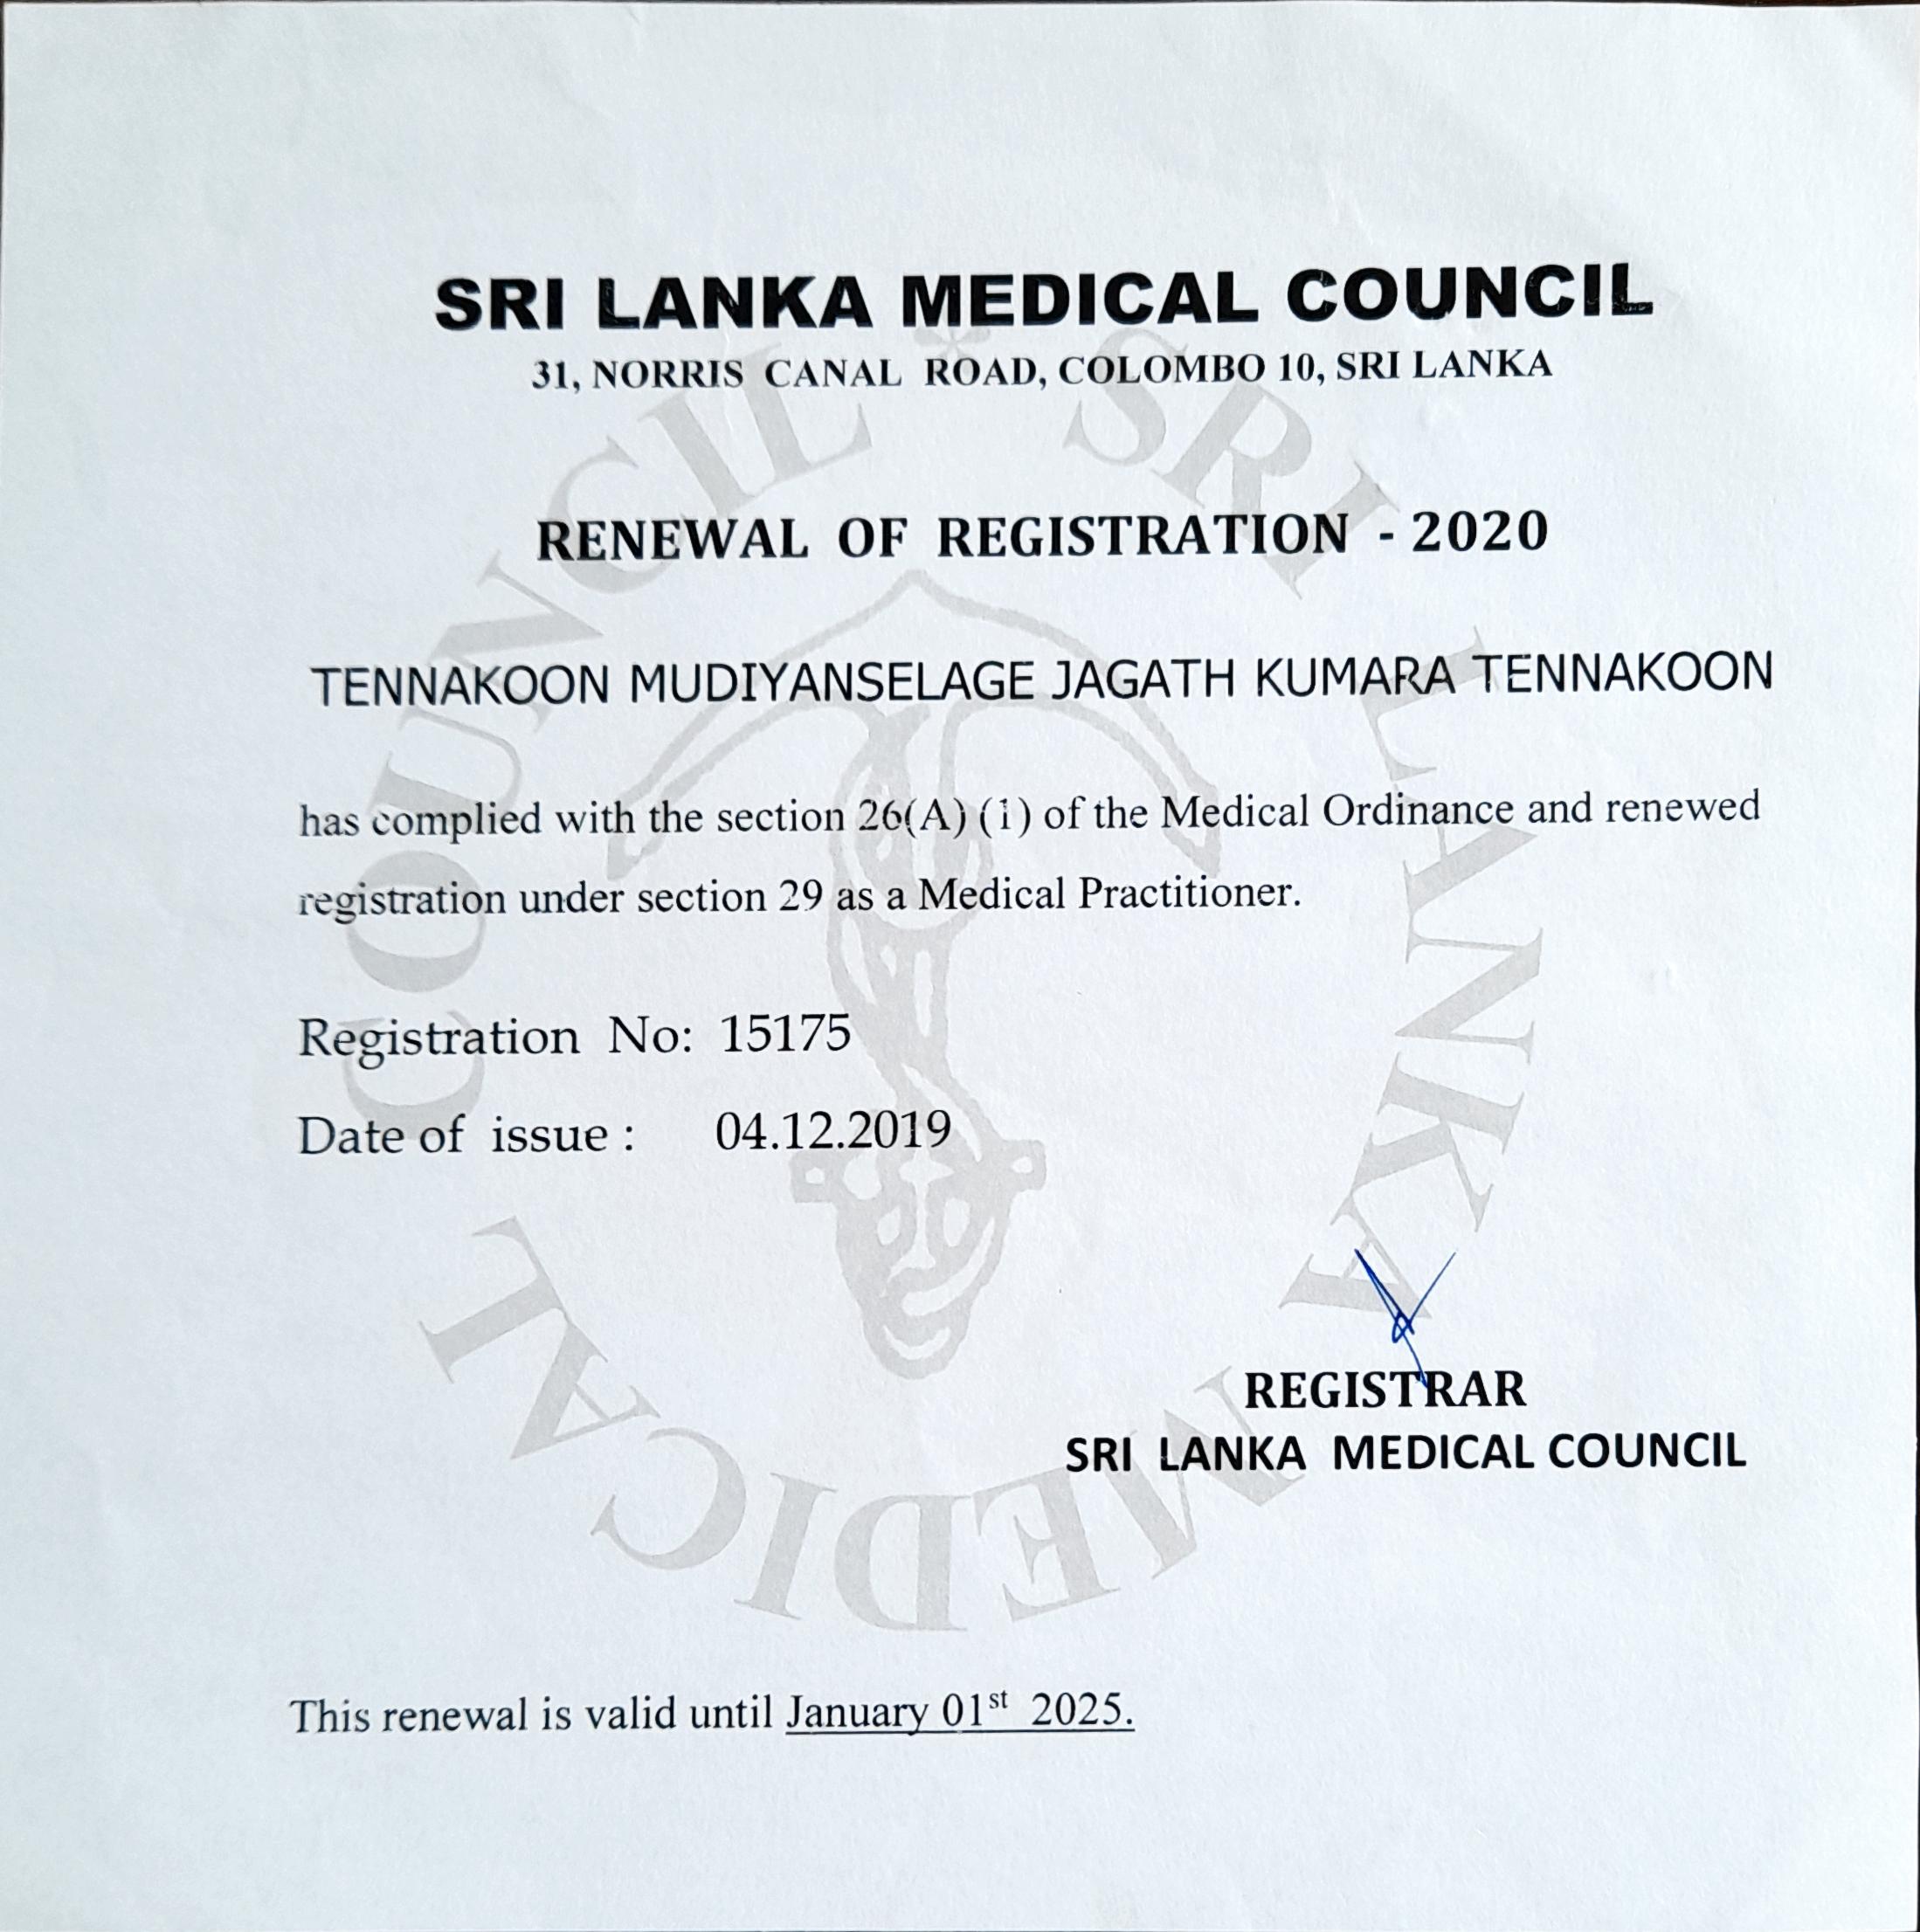 SRI LANKA MEDICAL COUNCIL
31, NORRIS CANAL ROAD, COLOMBO 10, SRI LANKA
RENEWAL OF REGISTRATION - 2020
TENNAKOON MUDIYANSELAGE JAGATH KUMARA TENNAKOON
has complied with the section 26(A) (i) of the Medical Ordinance and renewed
registration under section 29 as a Medical Practitioner.
Registration No: 15175
Date of issue : 04.12.2019
REGISTRAR
SRI LANKA MEDICAL COUNCIL
This renewal is valid until January 01st 2025.
* SRI LANKA MEDICAL COUNCIL